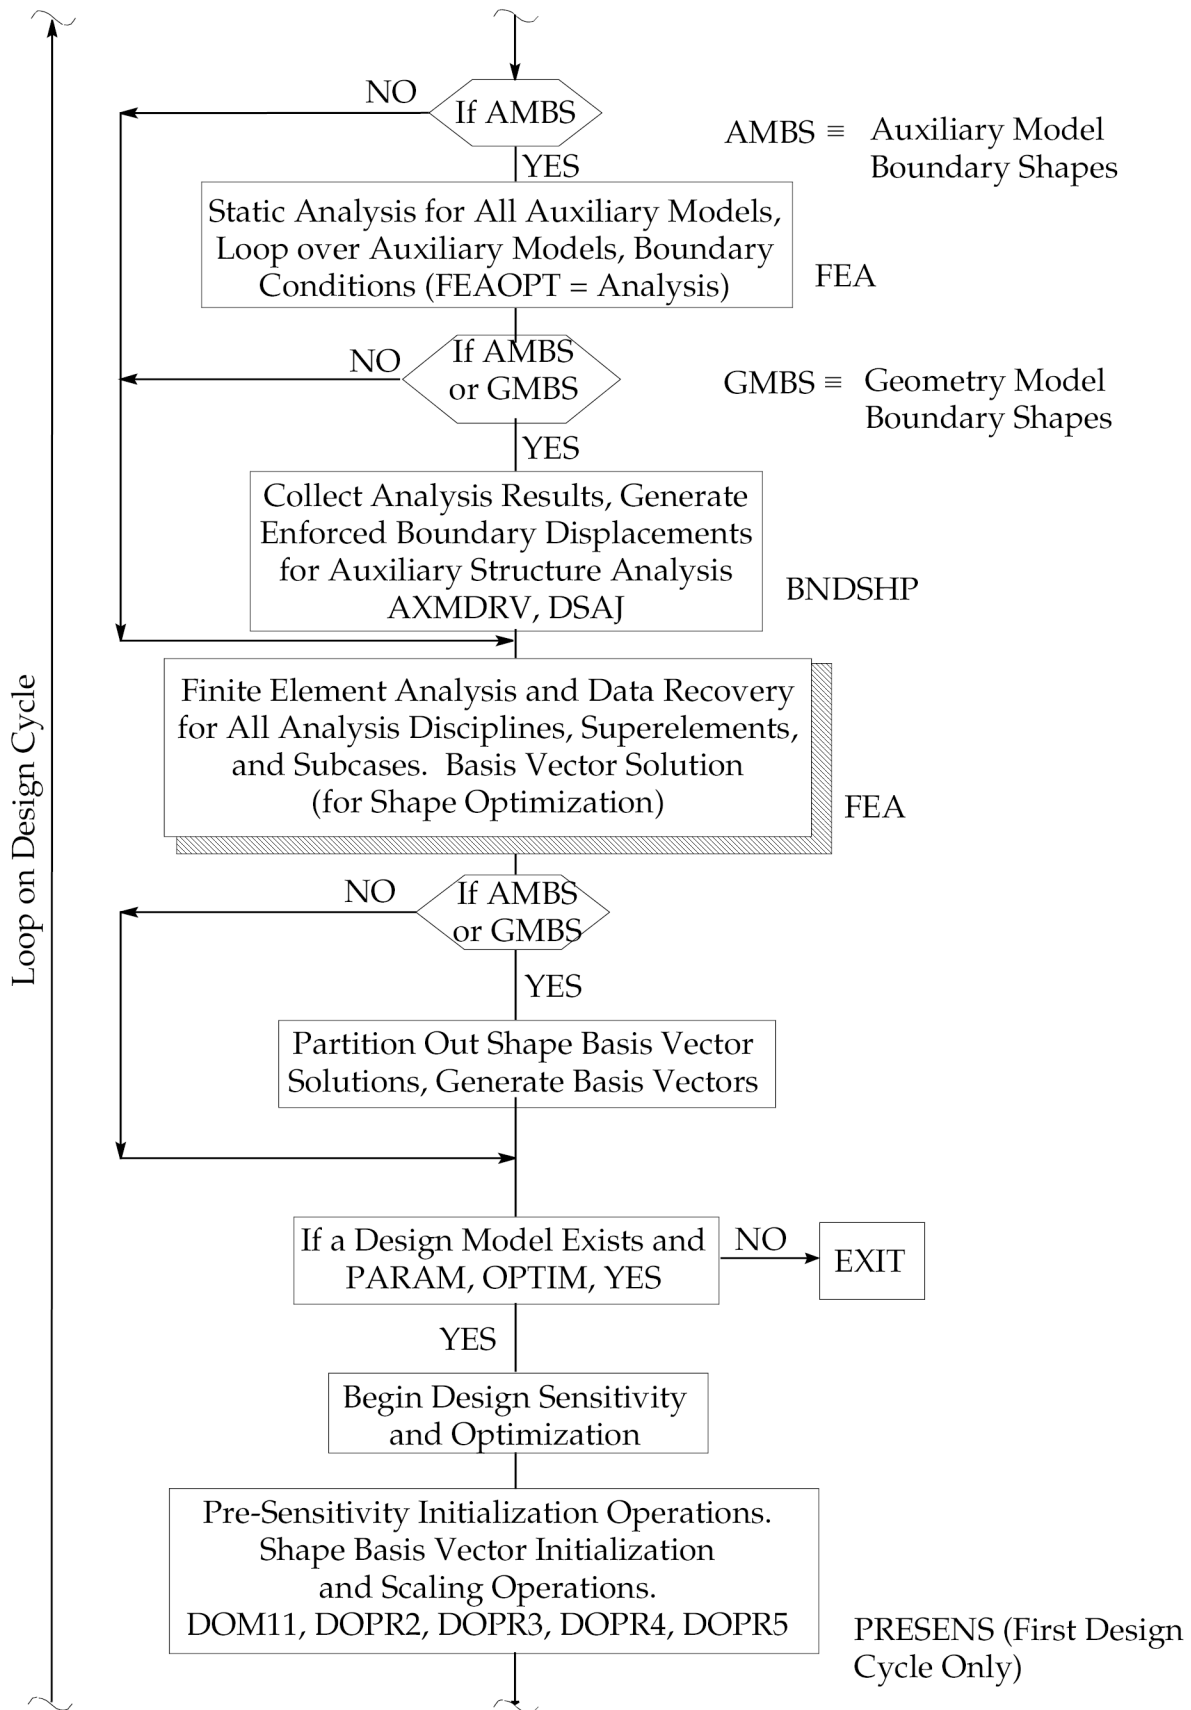 NO
If AMBS
AMBS ≡ Auxiliary Model
Boundary Shapes
YES
Static Analysis for All Auxiliary Models,
Loop over Auxiliary Models, Boundary
Conditions (FEAOPT = Analysis)
FEA
NO
If AMBS
or GMBS
GMBS ≡ Geometry Model
Boundary Shapes
YES
Collect Analysis Results, Generate
Enforced Boundary Displacements
for Auxiliary Structure Analysis
AXMDRV, DSAJ
BNDSHP
Loop on Design Cycle
Finite Element Analysis and Data Recovery
for All Analysis Disciplines, Superelements,
and Subcases. Basis Vector Solution
(for Shape Optimization)
FEA
NO
If AMBS
or GMBS
YES
Partition Out Shape Basis Vector
Solutions, Generate Basis Vectors
If a Design Model Exists and
PARAM, OPTIM, YES
NO
EXIT
YES
Begin Design Sensitivity
and Optimization
Pre-Sensitivity Initialization Operations.
Shape Basis Vector Initialization
and Scaling Operations.
DOM11, DOPR2, DOPR3, DOPR4, DOPR5
PRESENS (First Design
Cycle Only)